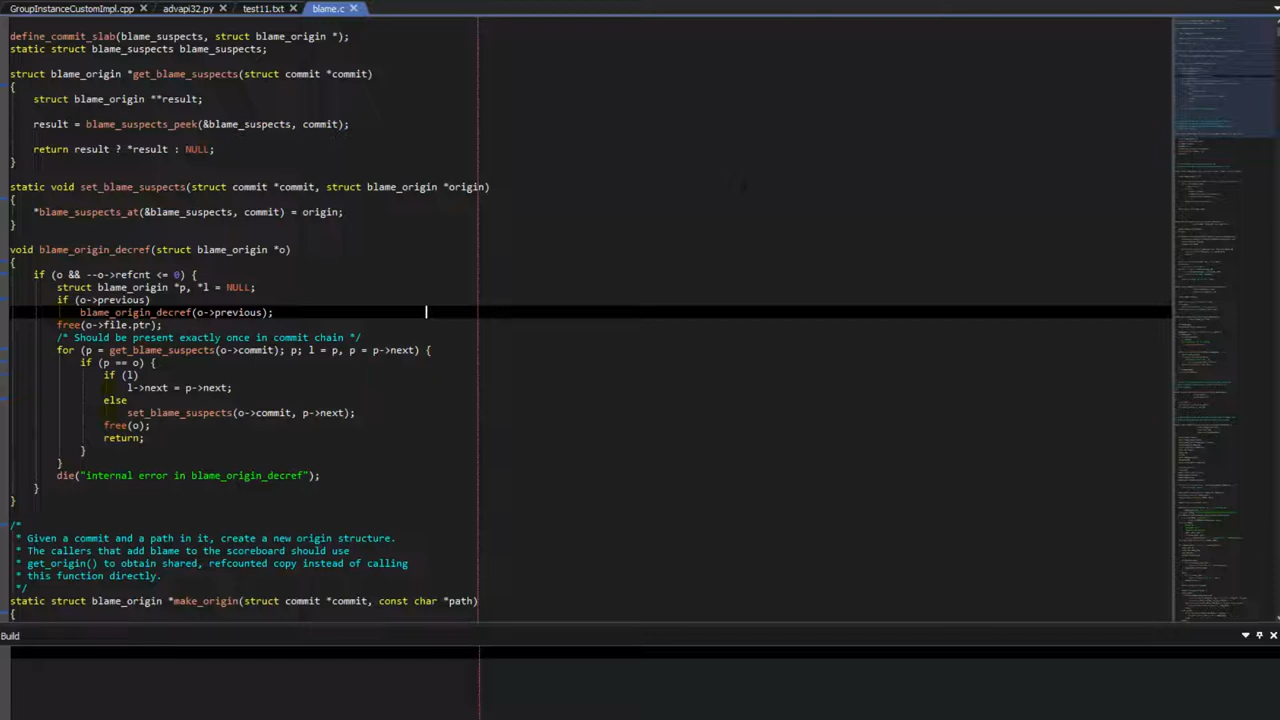 GroupInstanceCustomImpl.cpp advapi32.py test11.txt blame.c
define_commit_slab(blame_suspects, struct blame_origin *);
static struct blame_suspects blame_suspects;
struct blame_origin *get_blame_suspects(struct commit *commit)
{
struct blame_origin **result;
result = blame_suspects_peek(&blame_suspects, commit);
return result ? *result : NULL;
}
static void set_blame_suspects(struct commit *commit, struct blame_origin *origin)
{
*blame_suspects_at(&blame_suspects, commit) = origin;
}
void blame_origin_decref(struct blame_origin *o)
{
if (o && --o->refcnt <= 0) {
struct blame_origin *p, *l = NULL;
if (o->previous)
blame_origin_decref(o->previous);
free(o->file.ptr);
/* Should be present exactly once in commit chain */
for (p = get_blame_suspects(o->commit); p; l = p, p = p->next) {
if (p == o) {
if (l)
l->next = p->next;
else
set_blame_suspects(o->commit, p->next);
free(o);
return;
}
}
die("internal error in blame_origin_decref");
}
}
/*
* Given a commit and a path in it, create a new origin structure.
* The callers that add blame to the scoreboard should use
* get_origin() to obtain shared, refcounted copy instead of calling
* this function directly.
*/
static struct blame_origin *make_origin(struct commit *commit, const char *path)
{
Build